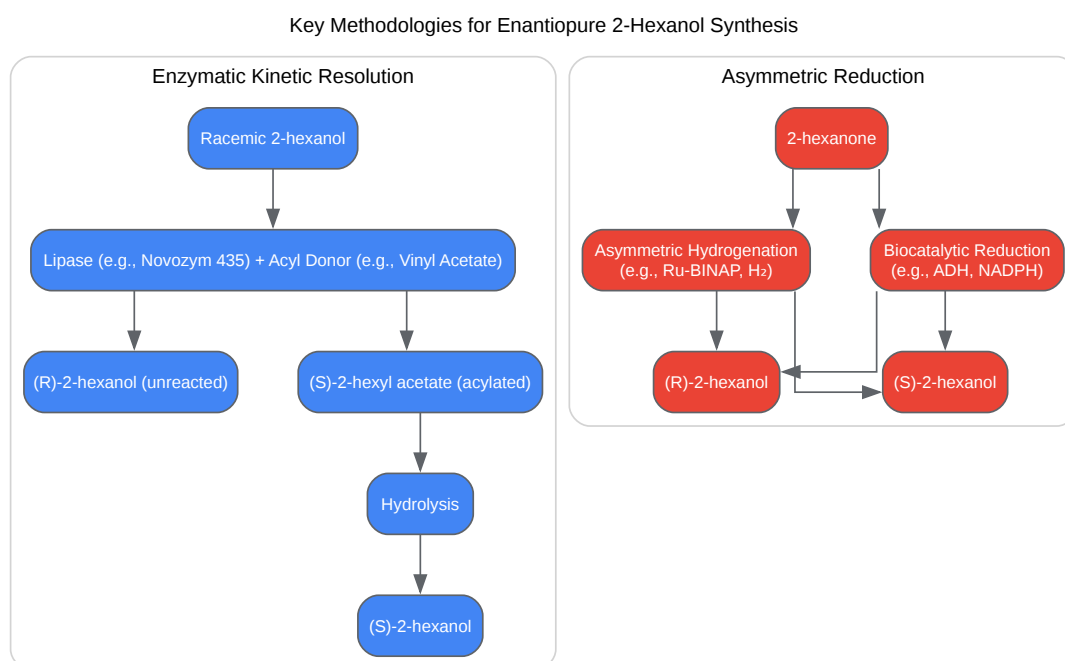 Key Methodologies for Enantiopure 2-Hexanol Synthesis
Enzymatic Kinetic Resolution
Racemic 2-hexanol
Lipase (e.g., Novozym 435) + Acyl Donor (e.g., Vinyl Acetate)
(R)-2-hexanol (unreacted)
(S)-2-hexyl acetate (acylated)
Hydrolysis
(S)-2-hexanol
Asymmetric Reduction
2-hexanone
Asymmetric Hydrogenation
(e.g., Ru-BINAP, H₂)
Biocatalytic Reduction
(e.g., ADH, NADPH)
(R)-2-hexanol
(S)-2-hexanol